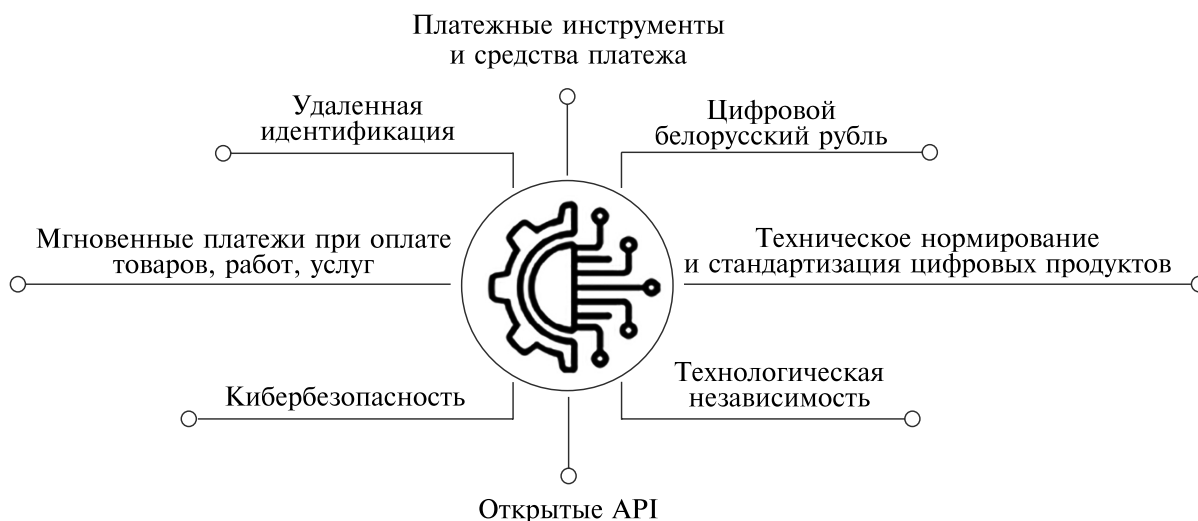 Платежные инструменты
и средства платежа
Удаленная
идентификация
Цифровой
белорусский рубль
Мгновенные платежи при оплате
товаров, работ, услуг
Техническое нормирование
и стандартизация цифровых продуктов
Кибербезопасность
Технологическая
независимость
Открытые API